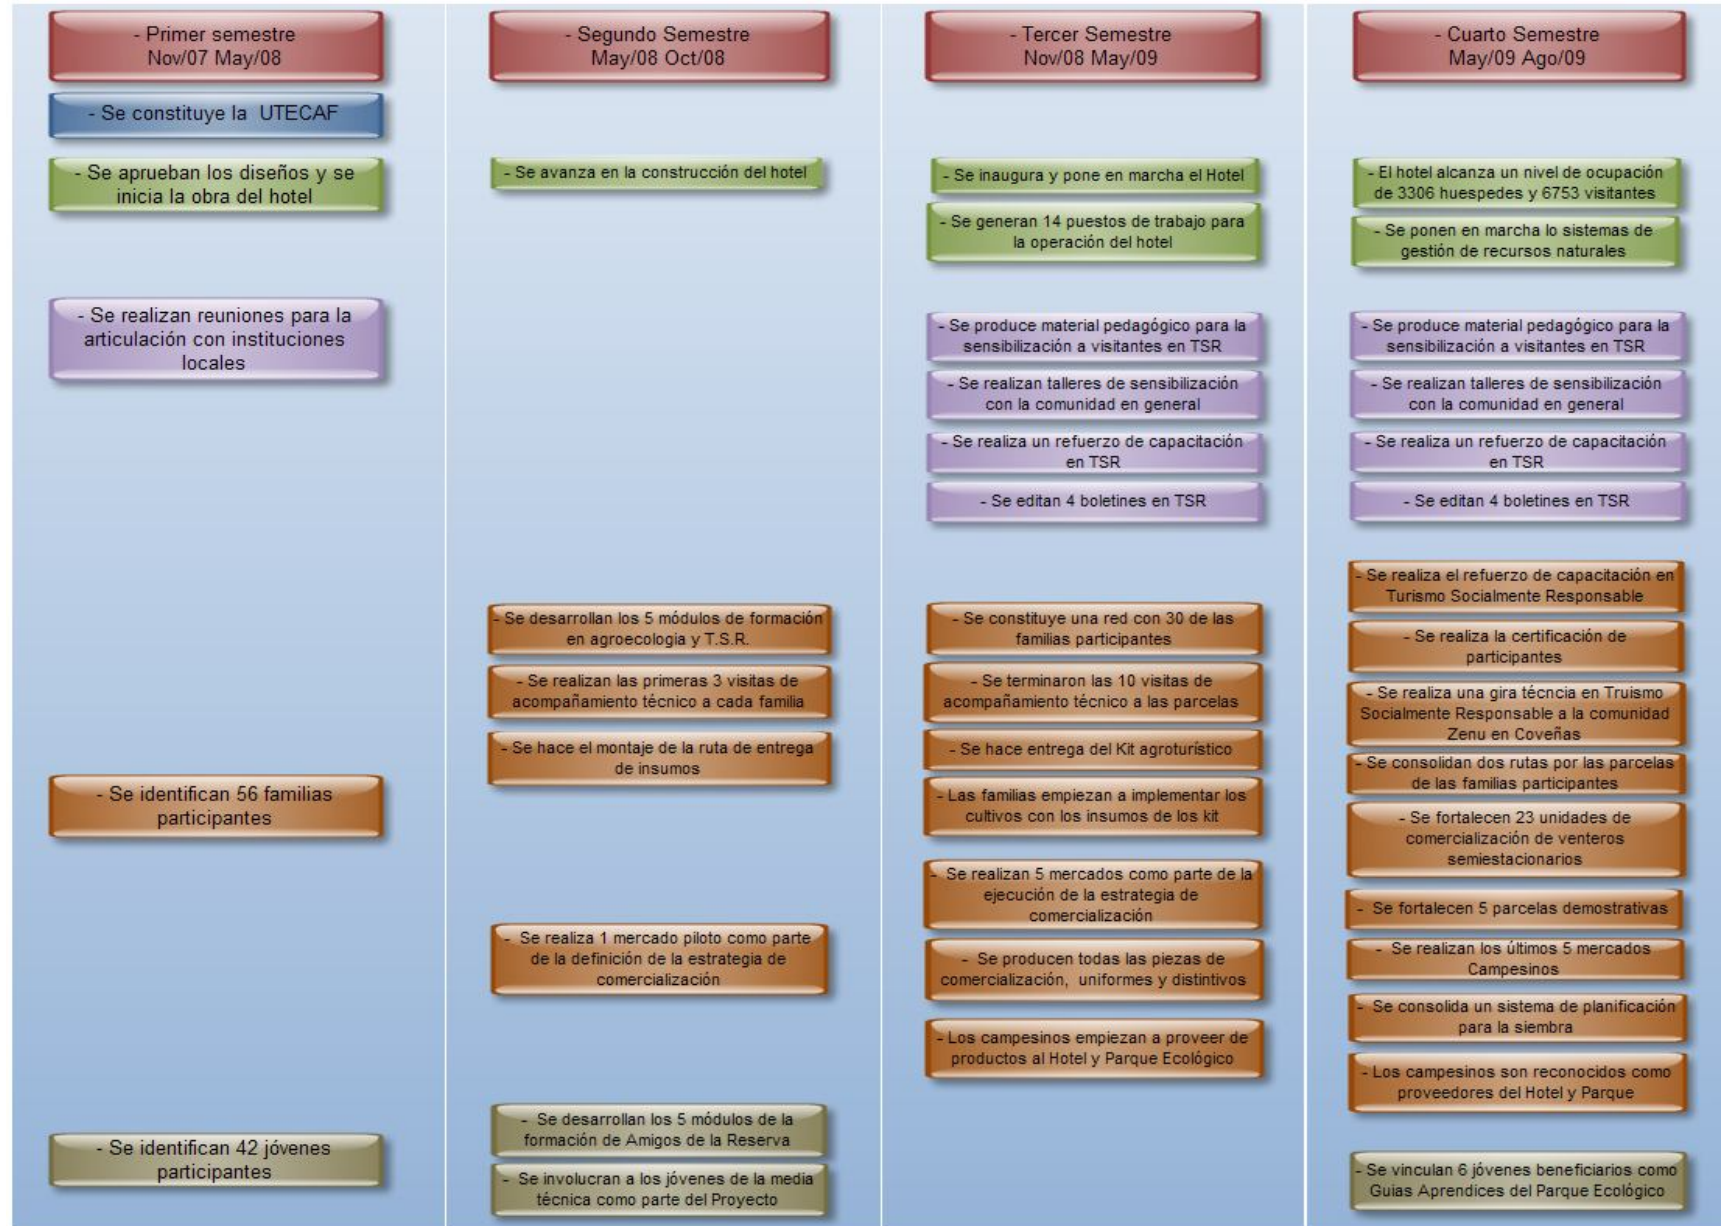 - Primer semestre
Nov/07 May/08
- Se constituye la UTECAF
- Se aprueban los diseños y se
inicia la obra del hotel
- Se realizan reuniones para la
articulación con instituciones
locales
- Se identifican 56 familias
participantes
- Se identifican 42 jóvenes
participantes
- Segundo Semestre
May/08 Oct/08
- Se avanza en la construcción del hotel
- Se desarrollan los 5 módulos de formación
en agroecologia y T.S.R.
- Se realizan las primeras 3 visitas de
acompañamiento técnico a cada familia
- Se hace el montaje de la ruta de entrega
de insumos
- Se realiza 1 mercado piloto como parte
de la definición de la estrategia de
comercialización
- Se desarrollan los 5 módulos de la
formación de Amigos de la Reserva
- Se involucran a los jóvenes de la media
técnica como parte del Proyecto
- Tercer Semestre
Nov/08 May/09
- Se inaugura y pone en marcha el Hotel
- Se generan 14 puestos de trabajo para
la operación del hotel
- Se produce material pedagógico para la
sensibilización a visitantes en TSR
- Se realizan talleres de sensibilización
con la comunidad en general
- Se realiza un refuerzo de capacitación
en TSR
- Se editan 4 boletines en TSR
- Se constituye una red con 30 de las
familias participantes
- Se terminaron las 10 visitas de
acompañamiento técnico a las parcelas
- Se hace entrega del Kit agroturístico
- Las familias empiezan a implementar los
cultivos con los insumos de los kit
- Se realizan 5 mercados como parte de la
ejecución de la estrategia de
comercialización
- Se producen todas las piezas de
comercialización, uniformes y distintivos
- Los campesinos empiezan a proveer de
productos al Hotel y Parque Ecológico
- Cuarto Semestre
May/09 Ago/09
- El hotel alcanza un nivel de ocupación
de 3306 huespedes y 6753 visitantes
- Se ponen en marcha lo sistemas de
gestión de recursos naturales
- Se produce material pedagógico para la
sensibilización a visitantes en TSR
- Se realizan talleres de sensibilización
con la comunidad en general
- Se realiza un refuerzo de capacitación
en TSR
- Se editan 4 boletines en TSR
- Se realiza el refuerzo de capacitación en
Turismo Socialmente Responsable
- Se realiza la certificación de
participantes
- Se realiza una gira técncia en Truismo
Socialmente Responsable a la comunidad
Zenu en Coveñas
- Se consolidan dos rutas por las parcelas
de las familias participantes
- Se fortalecen 23 unidades de
comercialización de venteros
semiestacionarios
- Se fortalecen 5 parcelas demostrativas
- Se realizan los últimos 5 mercados
Campesinos
- Se consolida un sistema de planificación
para la siembra
- Los campesinos son reconocidos como
proveedores del Hotel y Parque
- Se vinculan 6 jóvenes beneficiarios como
Guias Aprendices del Parque Ecológico